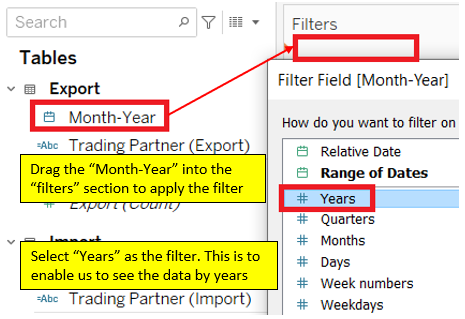 Search
Filters
Tables
Export
Month-Year
Abc Trading Partner (Export)
Drag the “Month-Year” into the
“filters” section to apply the filter
Export (Count)
Select “Years” as the filter. This is to
enable us to see the data by years
Abc Trading Partner (Import)
Filter Field [Month-Year]
How do you want to filter on
Relative Date
Range of Dates
# Years
# Quarters
# Months
# Days
# Week numbers
# Weekdays